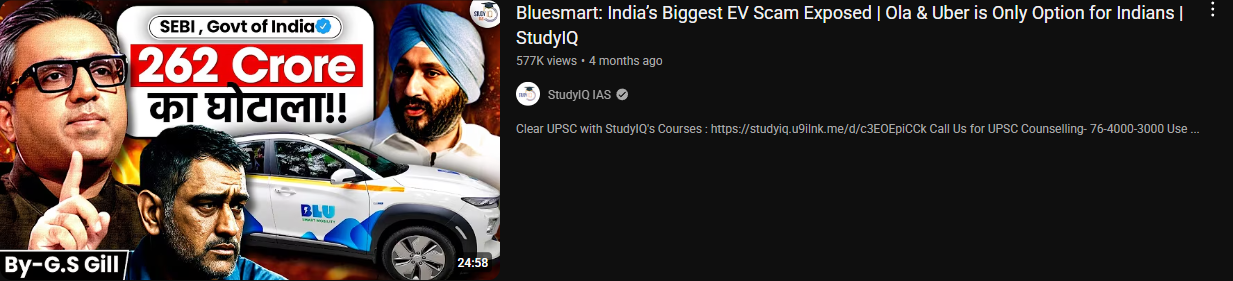 SEBI , Govt of India
262 Crore
का घोटाला!!
BLU
By-G.S Gill
24:58
Bluesmart: India's Biggest EV Scam Exposed | Ola & Uber is Only Option for Indians |
StudyIQ
577K views • 4 months ago
StudyIQ IAS
Clear UPSC with StudyIQ's Courses : https://studyiq.u9ilnk.me/d/c3EOEpiCCk Call Us for UPSC Counselling- 76-4000-3000 Use ...